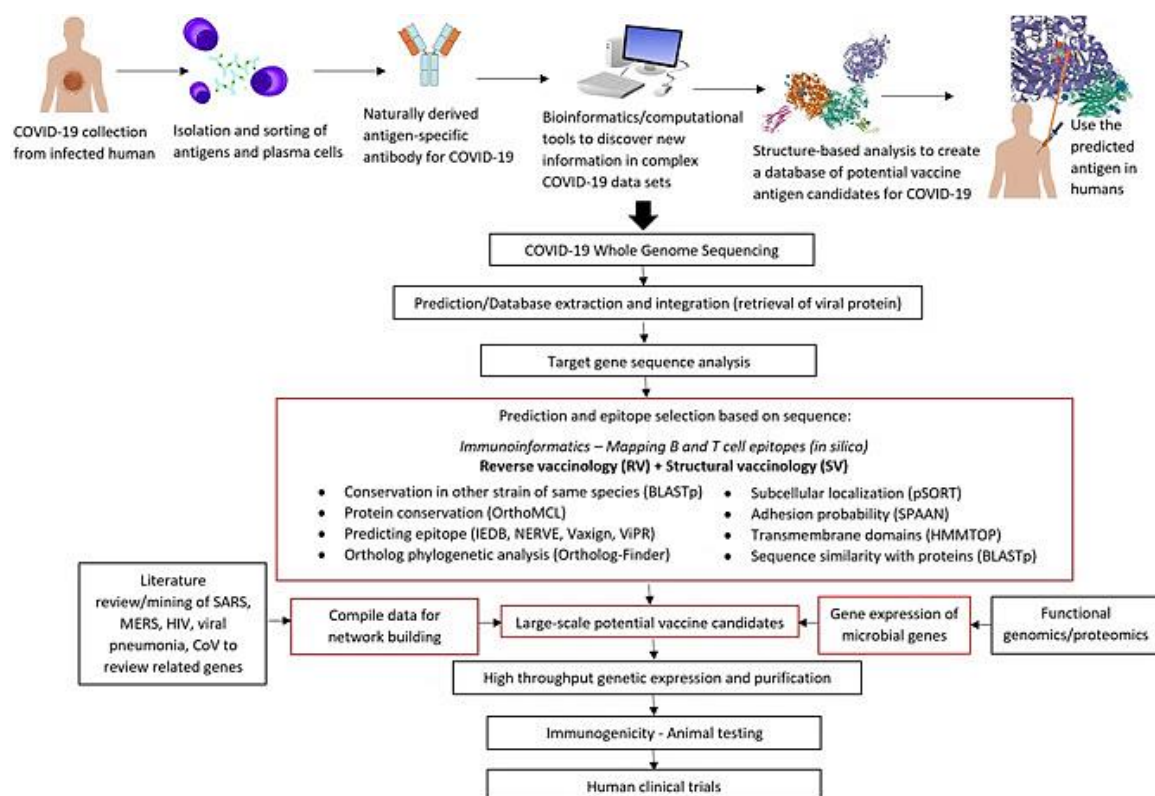 COVID-19 collection
from infected human
Isolation and sorting of
antigens and plasma cells
Naturally derived
antigen-specific
antibody for COVID-19
Bioinformatics/computational
tools to discover new
information in complex
COVID-19 data sets
Structure-based analysis to create
a database of potential vaccine
antigen candidates for COVID-19
Use the
predicted
antigen in
humans
COVID-19 Whole Genome Sequencing
Prediction/Database extraction and integration (retrieval of viral protein)
Target gene sequence analysis
Prediction and epitope selection based on sequence:
Immunoinformatics – Mapping B and T cell epitopes (in silico)
Reverse vaccinology (RV) + Structural vaccinology (SV)
• Conservation in other strain of same species (BLASTp)
• Protein conservation (OrthoMCL)
• Predicting epitope (IEDB, NERVE, Vaxign, ViPR)
• Ortholog phylogenetic analysis (Ortholog-Finder)
• Subcellular localization (pSORT)
• Adhesion probability (SPAAN)
• Transmembrane domains (HMMTOP)
• Sequence similarity with proteins (BLASTp)
Literature
review/mining of SARS,
MERS, HIV, viral
pneumonia, CoV to
review related genes
Compile data for
network building
Large-scale potential vaccine candidates
Gene expression of
microbial genes
Functional
genomics/proteomics
High throughput genetic expression and purification
Immunogenicity - Animal testing
Human clinical trials